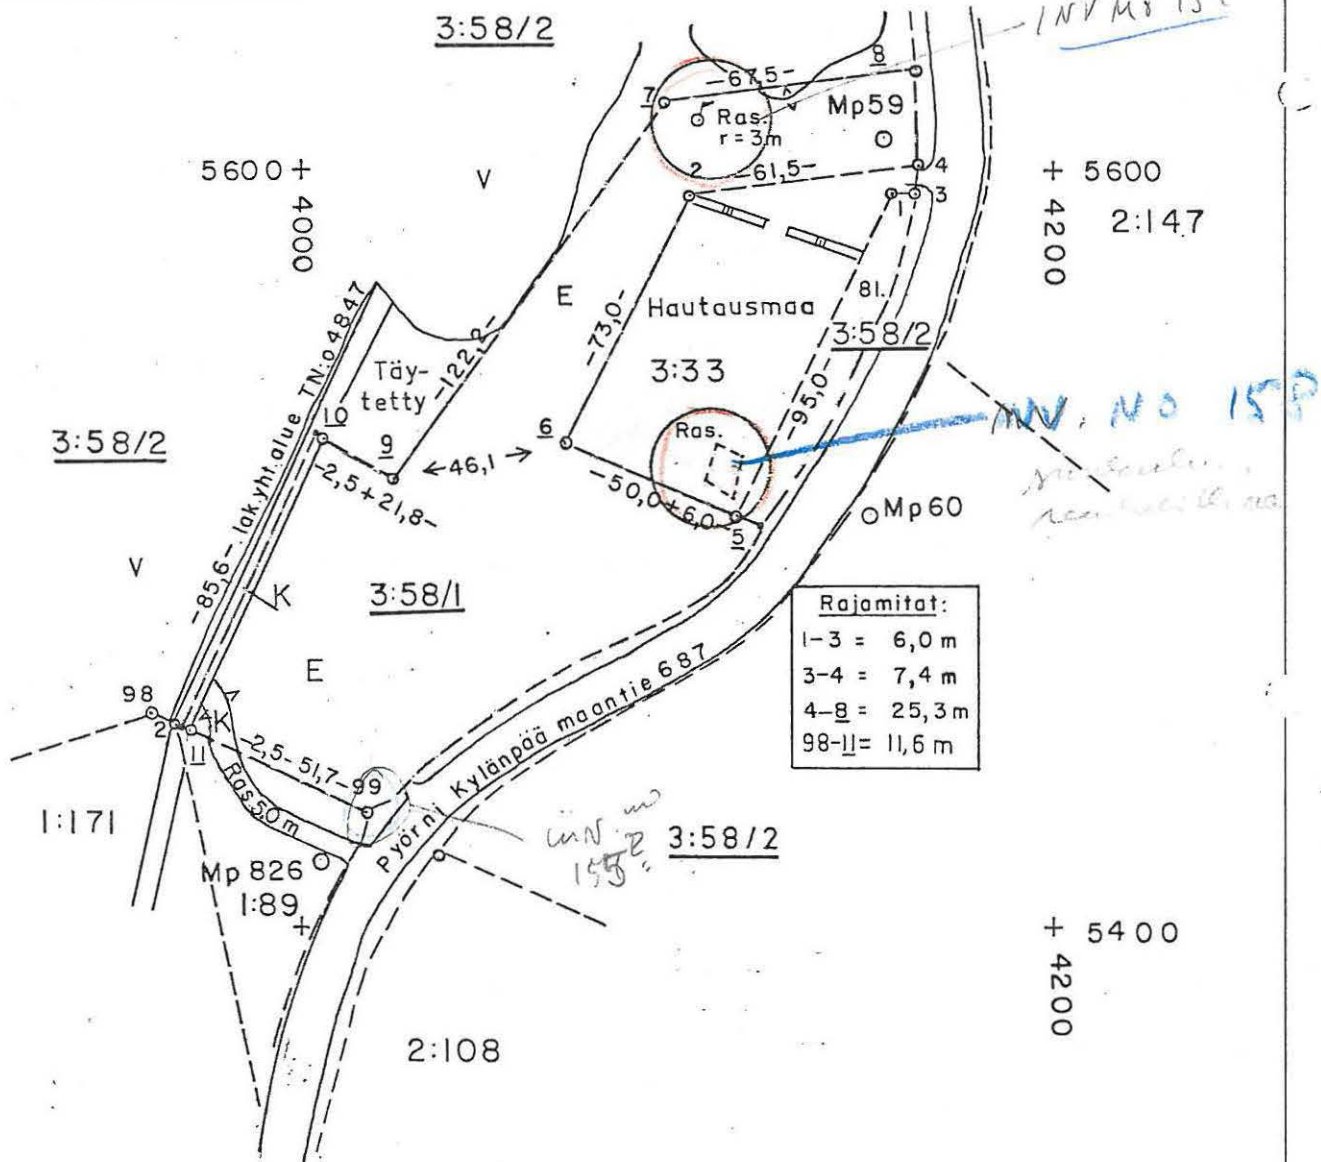 3:58/2
8
-67,5-
7
Ras.
r = 3m
Mp59
5600 +
4000
V
2
-61,5-
4
1
3
+ 5600
4200
2:147
E
Hautausmaa
81.
-73,0-
3:58/2
3:33
-95,0-
-85,6- lak.yht.alue TN:o 4847
Täy-
tetty
-122,2-
10
9
3:58/2
-2,5+21,8-
←46,1→
6
Ras.
INV. NO 158
-50,0+6,0-
5
Mp60
V
K
3:58/1
E
Rajamitat:
1-3 = 6,0 m
3-4 = 7,4 m
4-8 = 25,3 m
98-11= 11,6 m
98
2
K
11
-2,5-51,7-99
Ras.5,0 m
Pyörni Kylänpää maantie 687
1:171
3:58/2
Mp 826
1:89
+
+ 5400
4200
2:108